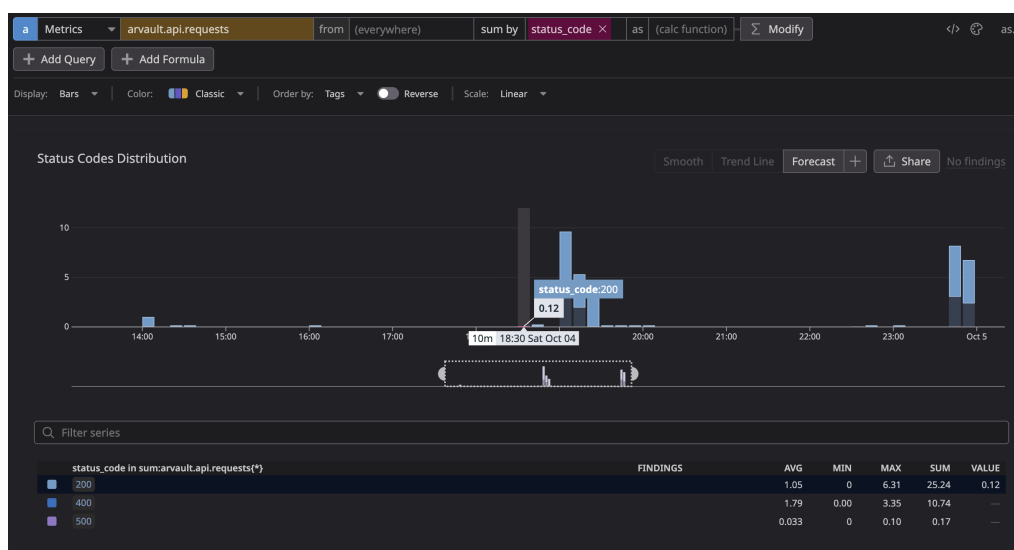 a Metrics arvault.api.requests from (everywhere) sum by status_code × as (calc function) Σ Modify </> as.
+ Add Query + Add Formula
Display: Bars Color: Classic Order by: Tags Reverse Scale: Linear
Status Codes Distribution
Smooth Trend Line Forecast + Share No findings
10
5
status_code:200
0.12
0
14:00 15:00 16:00 17:00 20:00 21:00 22:00 23:00 Oct 5
10m 18:30 Sat Oct 04
Filter series
status_code in sum:arvault.api.requests{*} FINDINGS AVG MIN MAX SUM VALUE
200 1.05 0 6.31 25.24 0.12
400 1.79 0.00 3.35 10.74 —
500 0.033 0 0.10 0.17 —